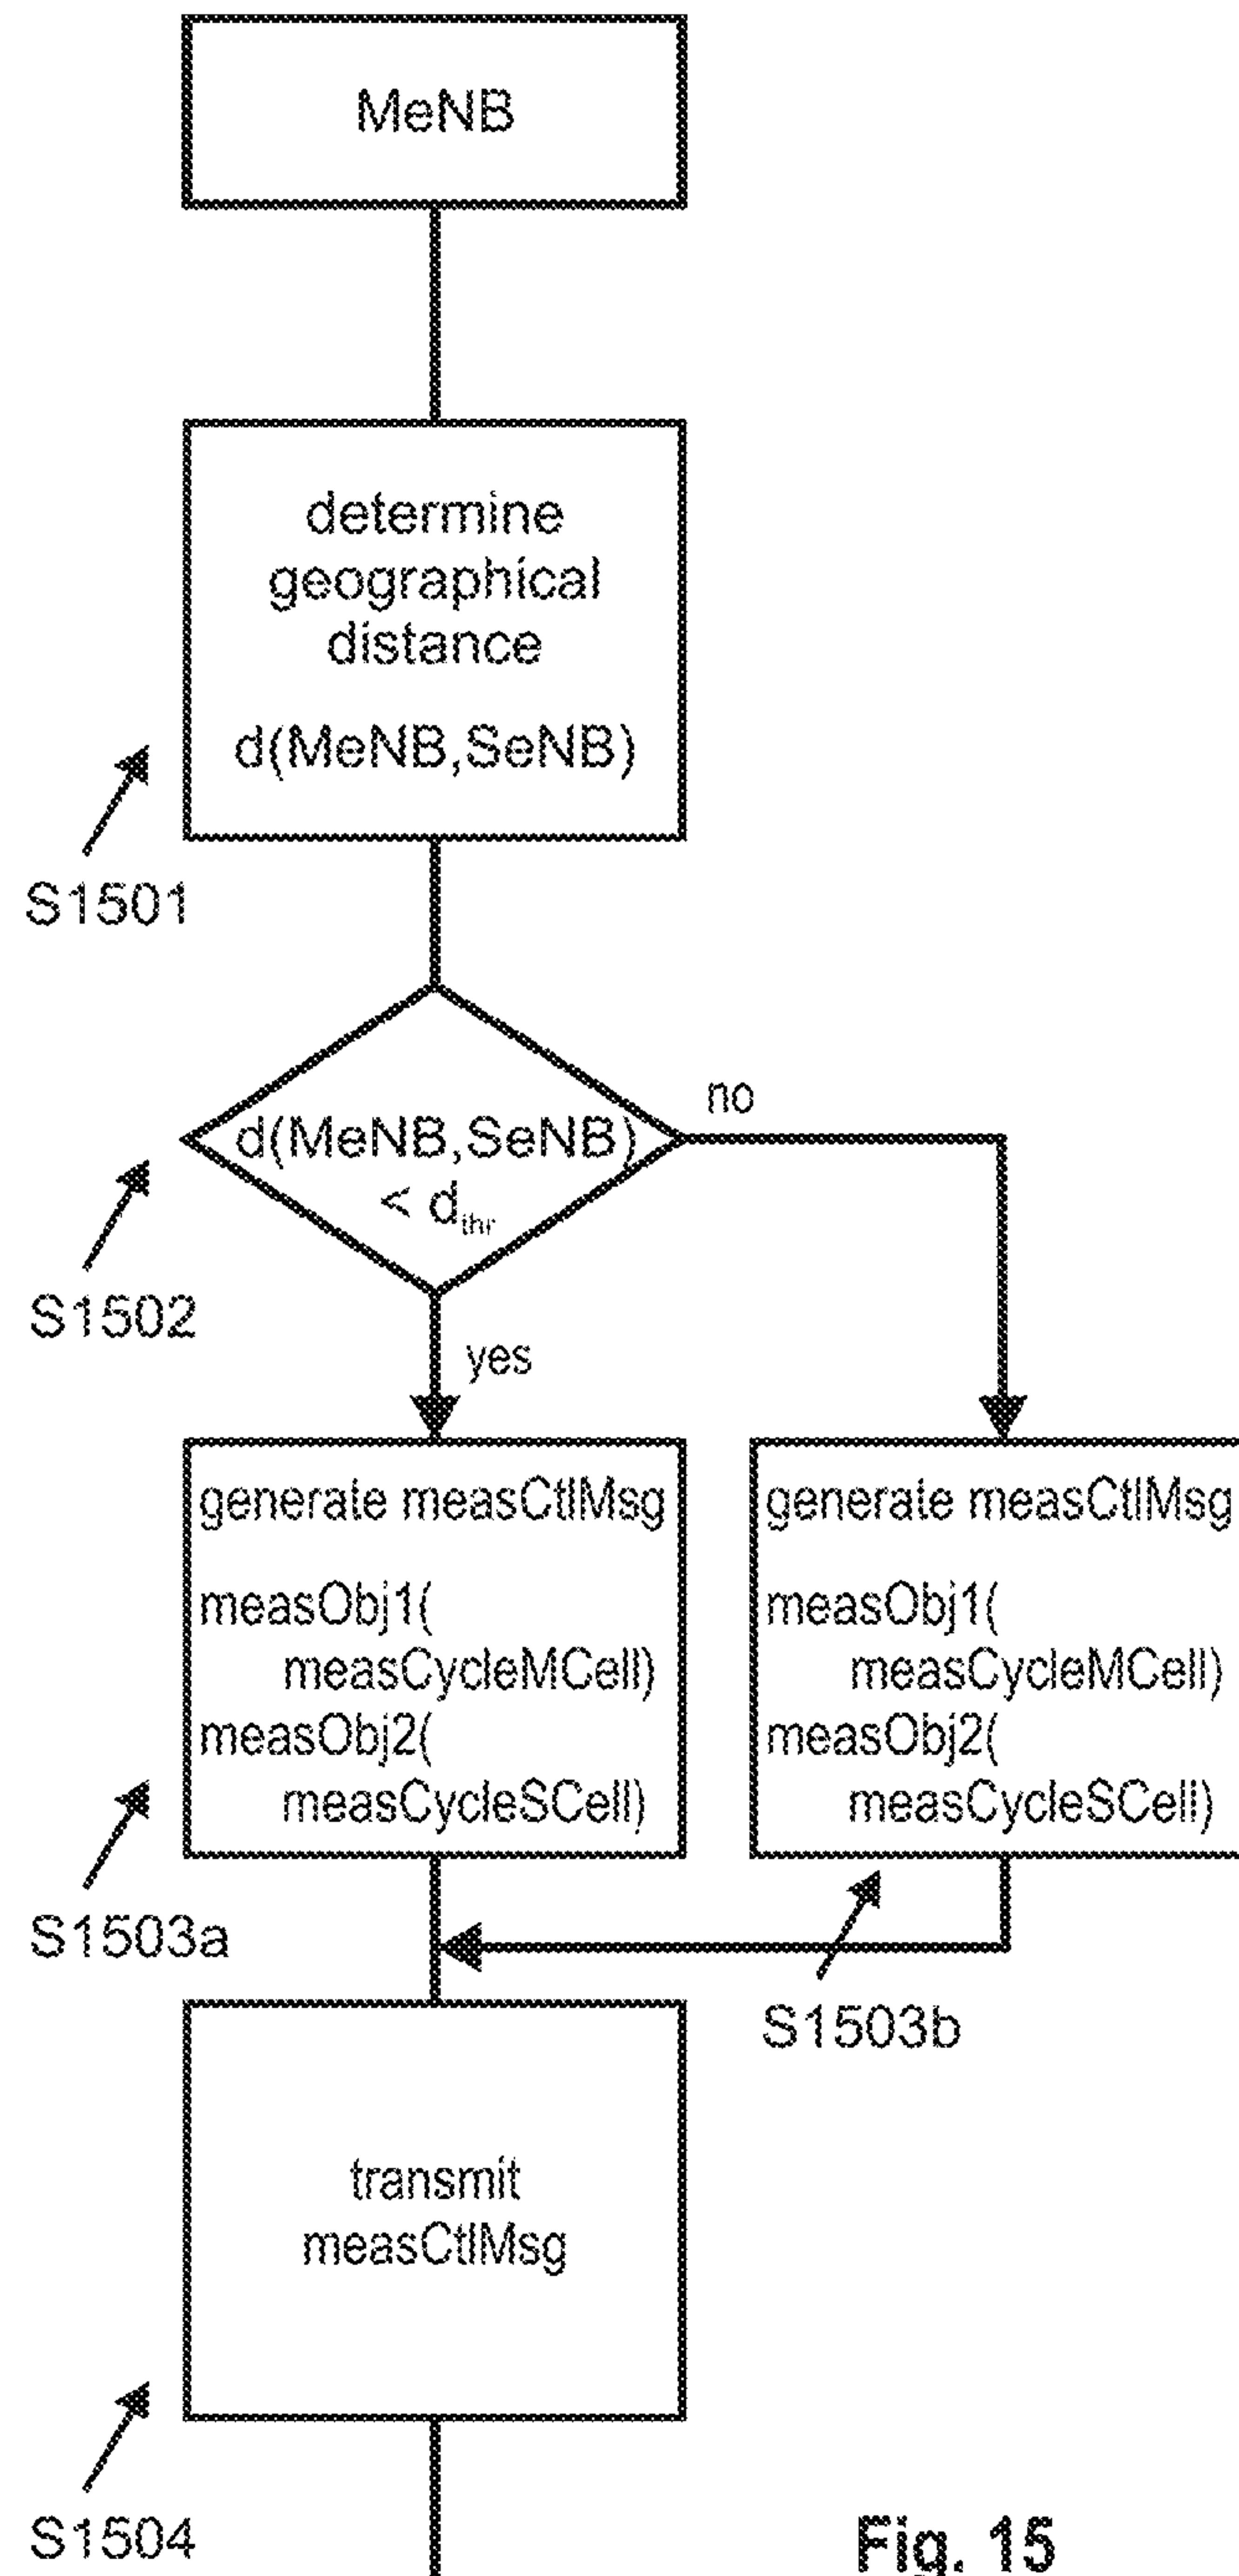 MeNB
determine
geographical
distance
d(MeNB,SeNB)
S1501
d(MeNB,SeNB)
< dthr
no
S1502
yes
generate measCtlMsg
measObj1(
measCycleMCell)
measObj2(
measCycleSCell)
S1503a
generate measCtlMsg
measObj1(
measCycleMCell)
measObj2(
measCycleSCell)
S1503b
transmit
measCtlMsg
S1504
Fig. 15